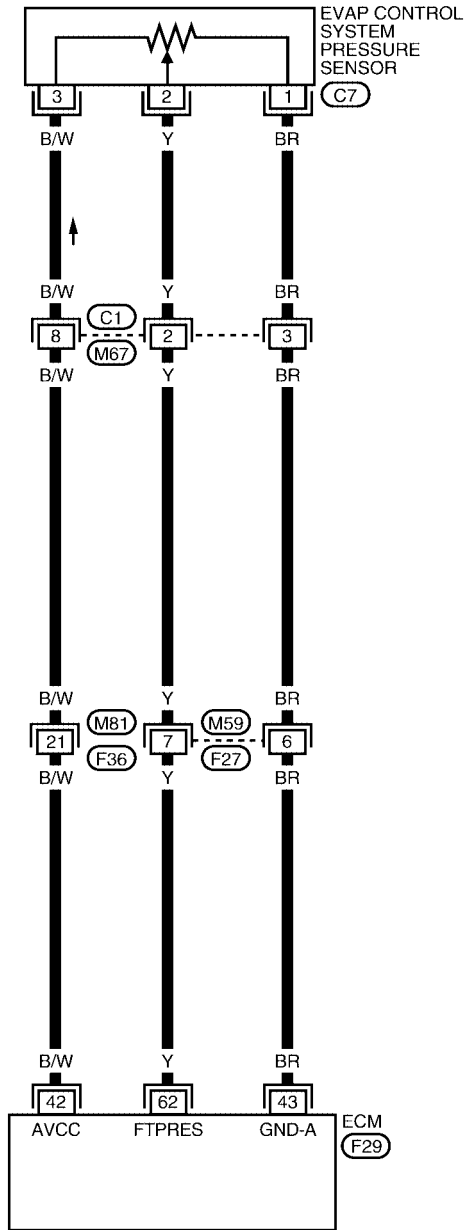 EVAP CONTROL
SYSTEM
PRESSURE
SENSOR
3 2 1 C7
B/W Y BR
B/W Y BR
C1
8 2 3
M67
B/W Y BR
B/W Y BR
M81 M59
21 7 6
F36 F27
B/W Y BR
B/W Y BR
42 62 43
AVCC FTPRES GND-A ECM
F29